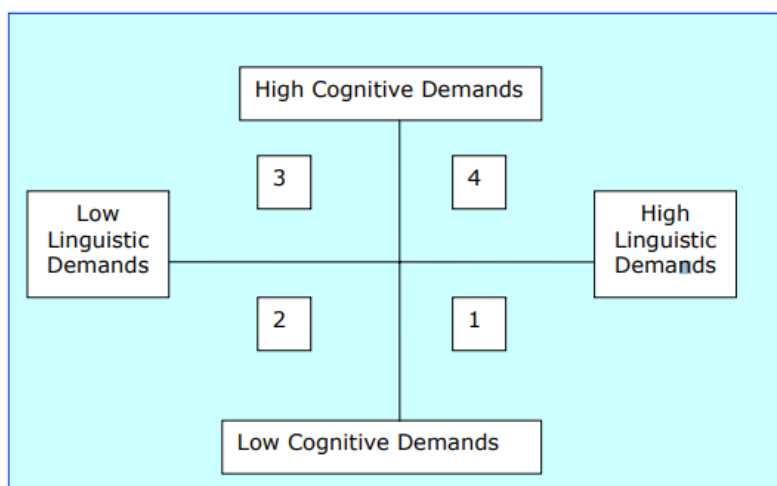 High Cognitive Demands
3
4
Low
Linguistic
Demands
High
Linguistic
Demands
2
1
Low Cognitive Demands